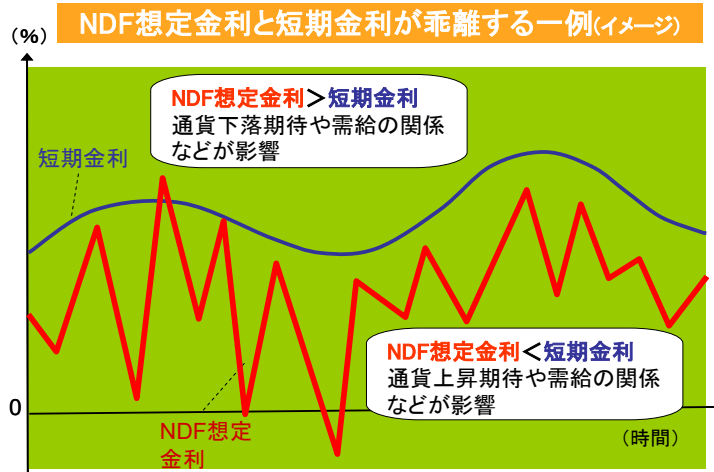 NDF想定金利と短期金利が乖離する一例(イメージ)
(%)
NDF想定金利＞短期金利
通貨下落期待や需給の関係
などが影響
短期金利
NDF想定金利＜短期金利
通貨上昇期待や需給の関係
などが影響
0
NDF想定
金利
(時間)